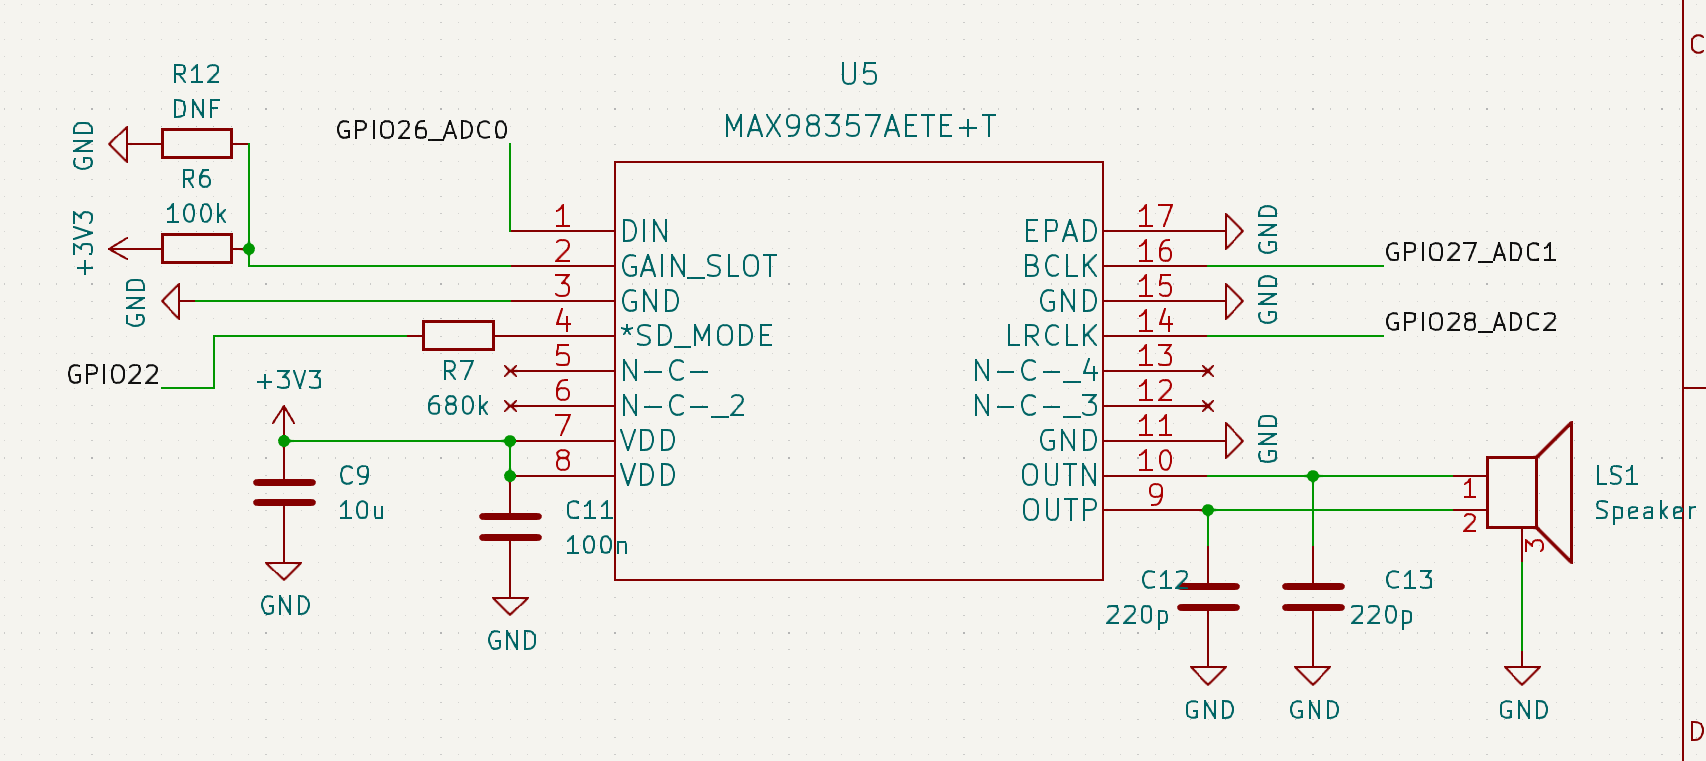 C
R12
DNF
GND
R6
100k
+3V3
GND
GPIO26_ADC0
GPIO22
R7
680k
+3V3
C9
10u
GND
C11
100n
GND
U5
MAX98357AETE+T
1 DIN
2 GAIN_SLOT
3 GND
4 *SD_MODE
5 N-C-
6 N-C-_2
7 VDD
8 VDD
EPAD 17 GND
BCLK 16 GPIO27_ADC1
GND 15 GND
LRCLK 14 GPIO28_ADC2
N-C-_4 13
N-C-_3 12
GND 11 GND
OUTN 10
OUTP 9
1
2
3
LS1
Speaker
C12
220p
C13
220p
GND
GND
GND
D